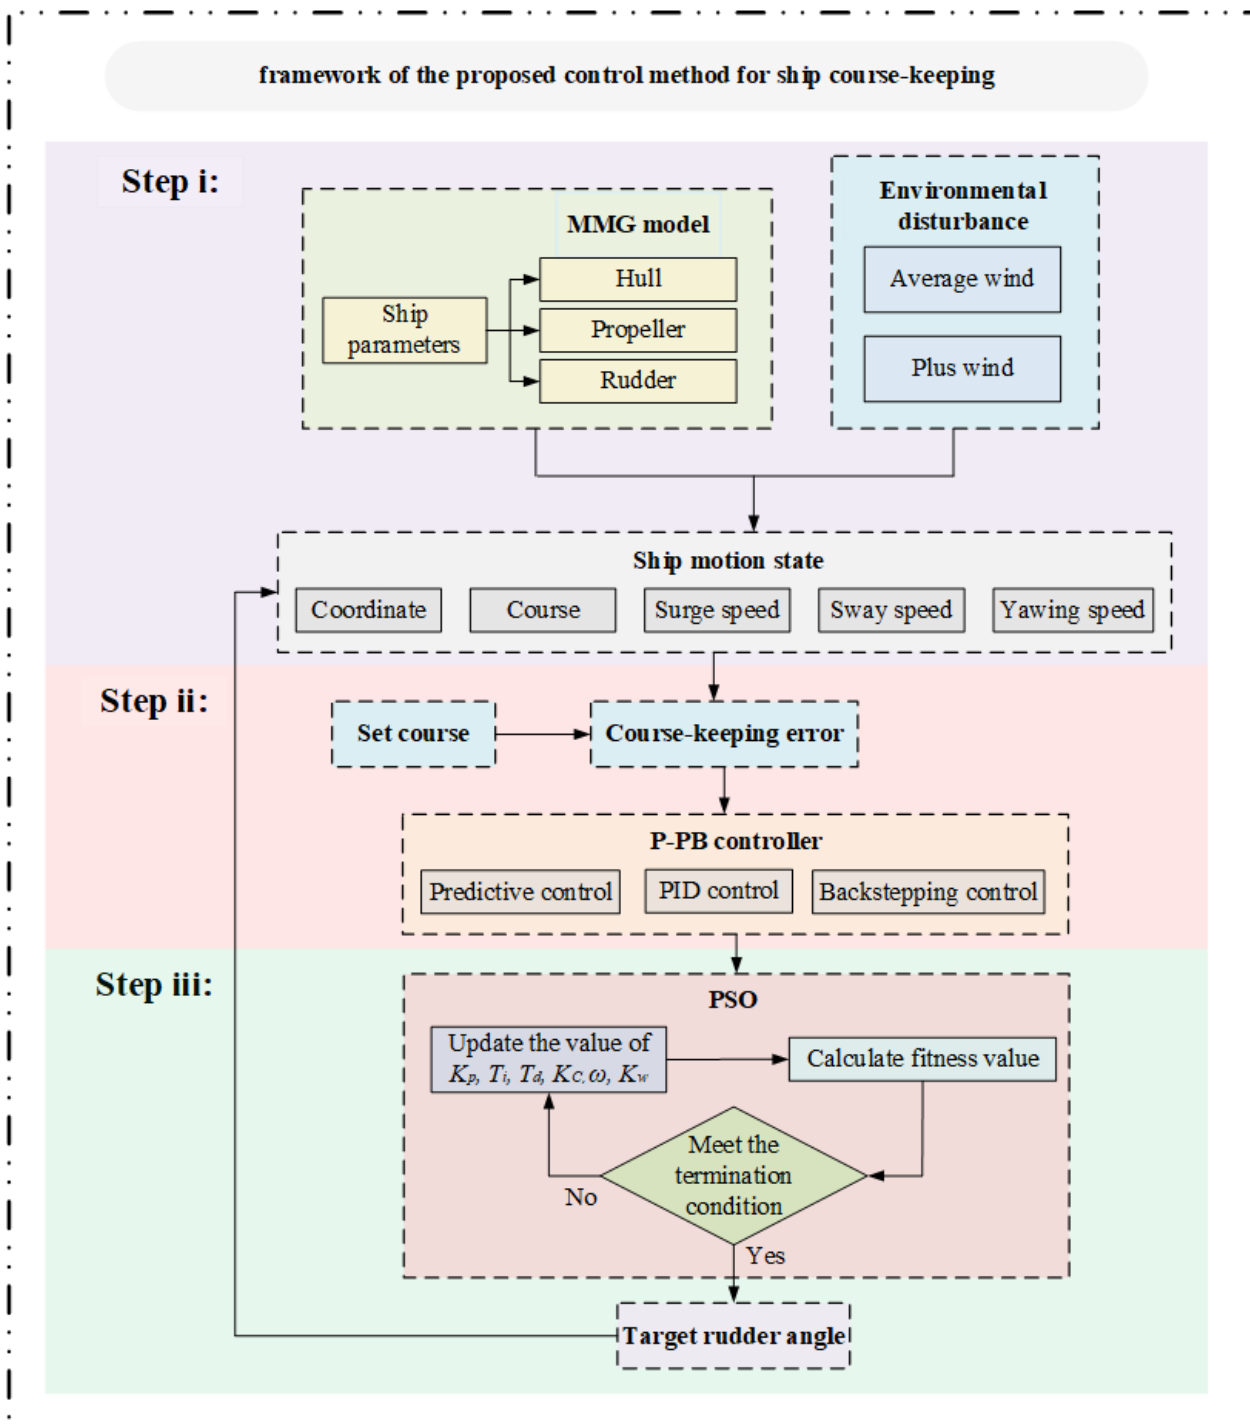 framework of the proposed control method for ship course-keeping
Step i:
MMG model
Ship
parameters
Hull
Propeller
Rudder
Environmental
disturbance
Average wind
Plus wind
Ship motion state
Coordinate
Course
Surge speed
Sway speed
Yawing speed
Step ii:
Set course
Course-keeping error
P-PB controller
Predictive control
PID control
Backstepping control
Step iii:
PSO
Update the value of
Kp, Ti, Td, KC, ω, Kw
Calculate fitness value
Meet the
termination
condition
No
Yes
Target rudder angle